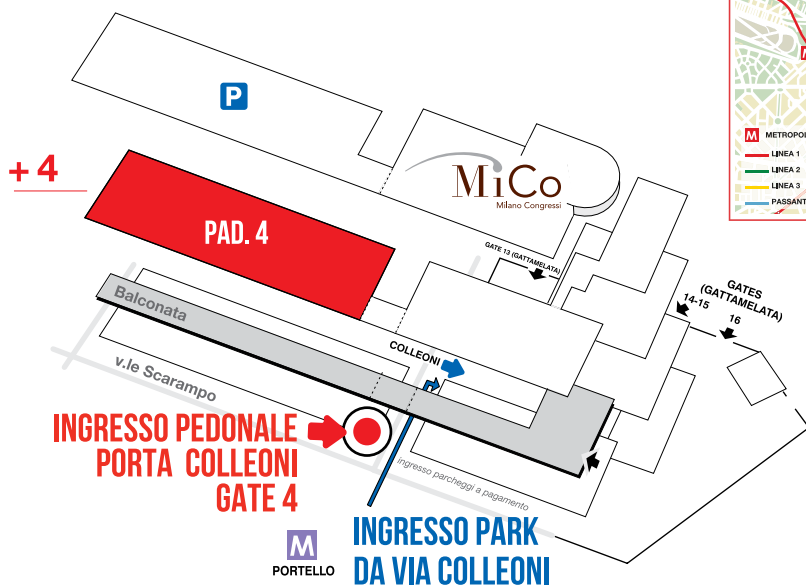 P
M
METROPOL
LINEA 1
LINEA 2
LINEA 3
PASSANT
+ 4
MiCo
Milano Congressi
PAD. 4
GATE 13 (GATTAMELATA)
GATES
(GATTAMELATA)
14-15
16
Balconata
COLLEONI
v.le Scarampo
INGRESSO PEDONALE
PORTA COLLEONI
GATE 4
ingresso parcheggi a pagamento
M
PORTELLO
INGRESSO PARK
DA VIA COLLEONI